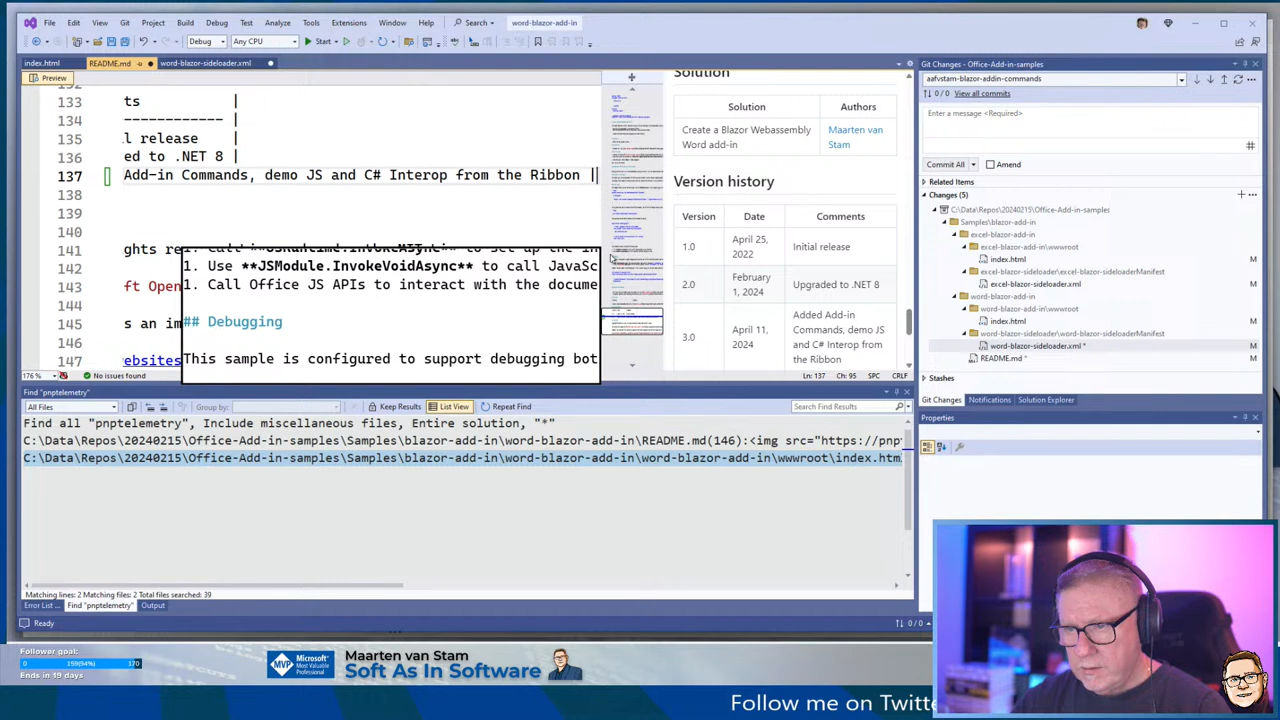 File Edit View Git Project Build Debug Test Analyze Tools Extensions Window Help Search word-blazor-add-in
Debug Any CPU Start
index.html README.md word-blazor-sideloader.xml
Preview
133 ts |
134 ------------ |
135 l release |
136 ed to .NET 8 |
137 Add-in Commands, demo JS and C# Interop from the Ribbon |
138
139
141 ghts re
142
143 ft Open
145 s an im
147 ebsites
1. Use **JSModule.InvokeVoidAsync** to call JavaSc
1. Call Office JS APIs to interact with the docume
## Debugging
This sample is configured to support debugging bot
176 % No issues found Ln: 137 Ch: 95 SPC CRLF
Solution
Solution Authors
Create a Blazor Webassembly Word add-in Maarten van Stam
Version history
Version Date Comments
1.0 April 25, 2022 Initial release
2.0 February 1, 2024 Upgraded to .NET 8
3.0 April 11, 2024 Added Add-in Commands, demo JS and C# Interop from the Ribbon
Find "pnptelemetry"
All Files Group by: Keep Results List View Repeat Find Search Find Results
Find all "pnptelemetry", Include miscellaneous files, Entire solution, "*"
C:\Data\Repos\20240215\Office-Add-in-samples\Samples\blazor-add-in\word-blazor-add-in\README.md(146):<img src="https://pnp
C:\Data\Repos\20240215\Office-Add-in-samples\Samples\blazor-add-in\word-blazor-add-in\word-blazor-add-in\wwwroot\index.htm
Matching lines: 2 Matching files: 2 Total files searched: 39
Error List ... Find "pnptelemetry" Output
Ready 0 / 0
Git Changes - Office-Add-in-samples
aafvstam-blazor-addin-commands
0 / 0 View all commits
Enter a message <Required>
Commit All Amend
Related Items
Changes (5)
C:\Data\Repos\20240215\Office-Add-in-samples
Samples\blazor-add-in
excel-blazor-add-in
excel-blazor-add-in\wwwroot
index.html M
excel-blazor-sideloaderManifest
excel-blazor-sideloader.xml M
word-blazor-add-in
word-blazor-add-in\wwwroot
index.html M
word-blazor-sideloaderManifest
word-blazor-sideloader.xml * M
README.md * M
Stashes
Git Changes Notifications Solution Explorer
Properties
Follower goal:
0 159(94%) 170
Ends in 19 days
Microsoft MVP Most Valuable Professional
Maarten van Stam
Soft As In Software
Follow me on Twitte